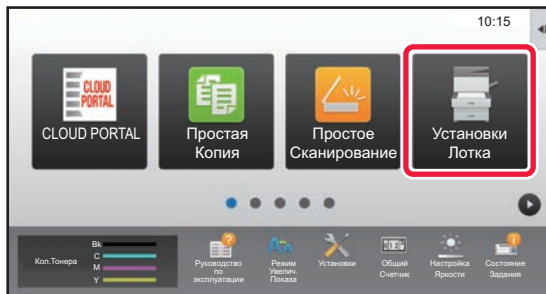 10:15
CLOUD
PORTAL
CLOUD PORTAL
Простая
Копия
Простое
Сканирование
Установки
Лотка
Кол.Тонера
Bk
C
M
Y
Руководство
по
эксплуатации
Режим
Увелич.
Показа
Установки
Общий
Счетчик
Настройка
Яркости
Состояние
Задания